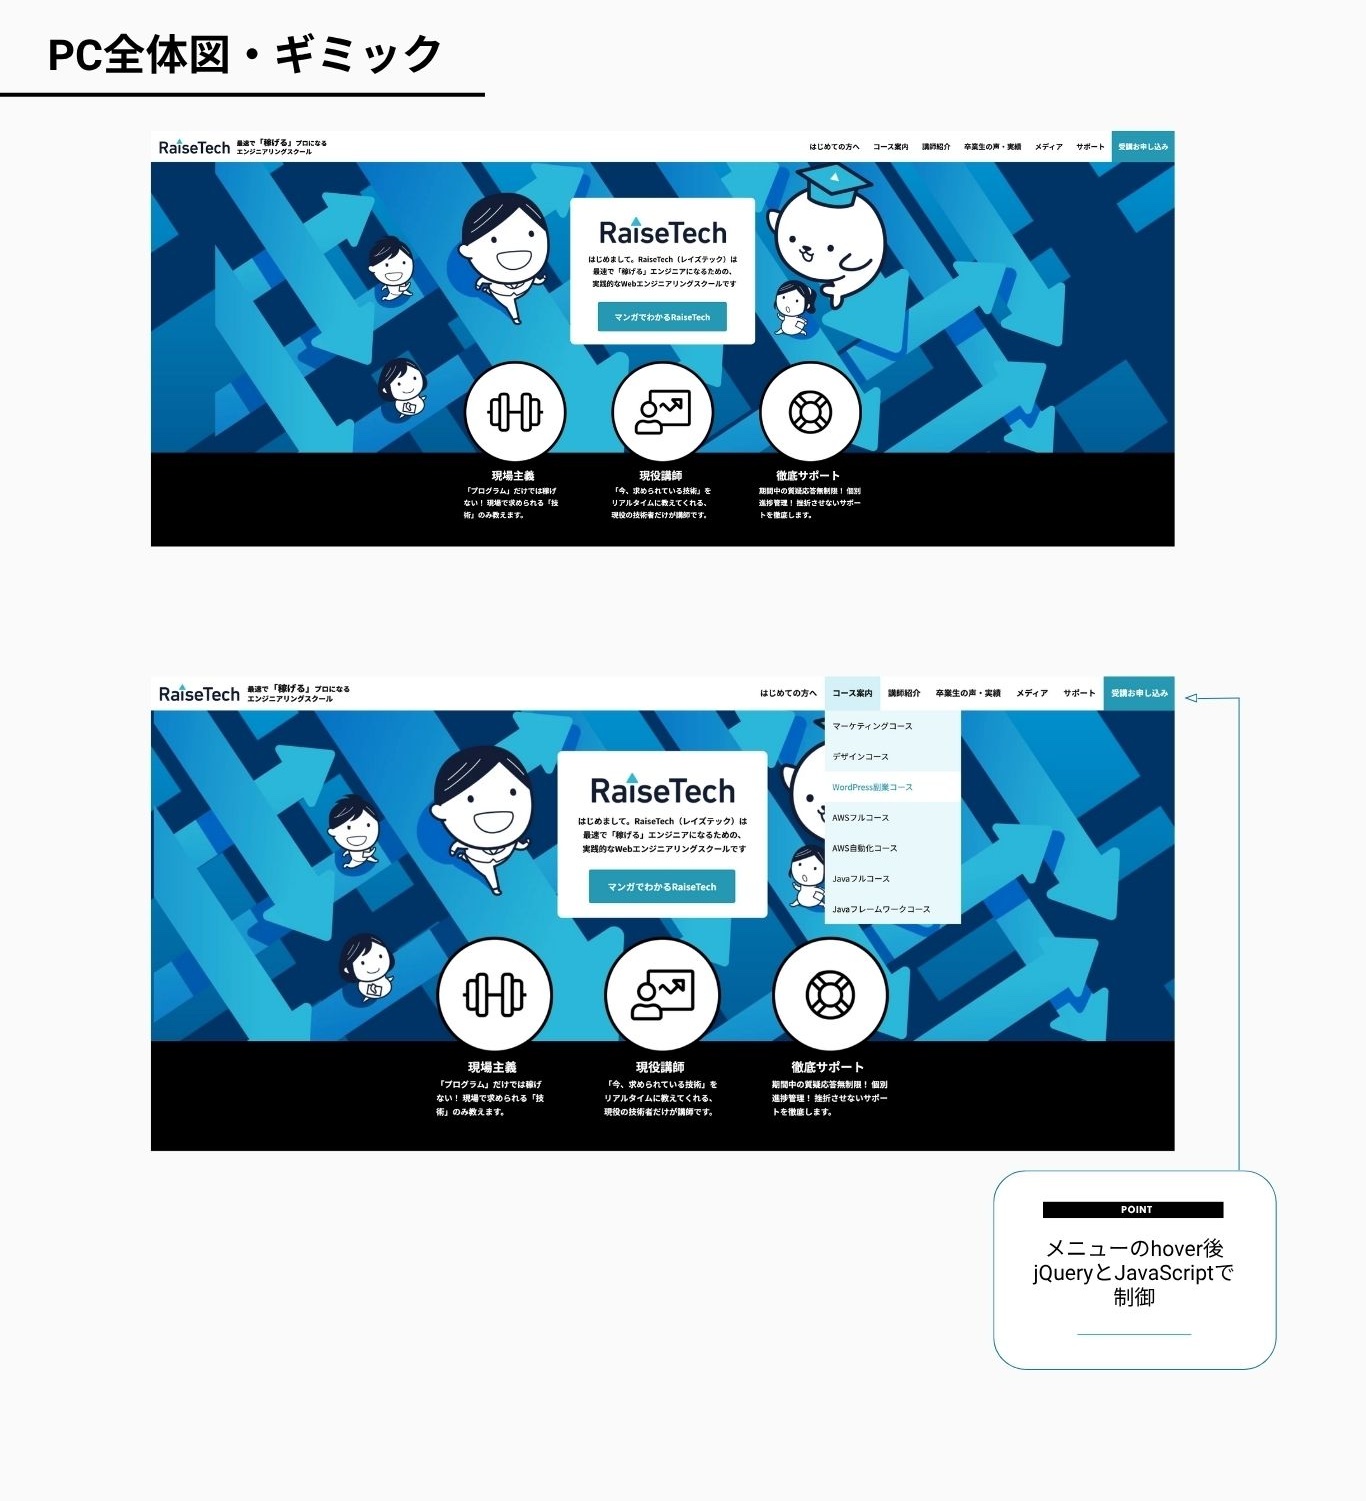 PC全体図・ギミック
RaiseTech
最速で「稼げる」プロになる
エンジニアリングスクール
はじめての方へ コース案内 講師紹介 卒業生の声・実績 メディア サポート 受講お申し込み
RaiseTech
はじめまして。RaiseTech（レイズテック）は
最速で「稼げる」エンジニアになるための、
実践的なWebエンジニアリングスクールです
マンガでわかるRaiseTech
現場主義
「プログラム」だけでは稼げ
ない！ 現場で求められる「技
術」のみ教えます。
現役講師
「今、求められている技術」を
リアルタイムに教えてくれる、
現役の技術者だけが講師です。
徹底サポート
期間中の質疑応答無制限！ 個別
進捗管理！ 挫折させないサポー
トを徹底します。
RaiseTech
最速で「稼げる」プロになる
エンジニアリングスクール
はじめての方へ コース案内 講師紹介 卒業生の声・実績 メディア サポート 受講お申し込み
マーケティングコース
デザインコース
WordPress副業コース
AWSフルコース
AWS自動化コース
Javaフルコース
Javaフレームワークコース
RaiseTech
はじめまして。RaiseTech（レイズテック）は
最速で「稼げる」エンジニアになるための、
実践的なWebエンジニアリングスクールです
マンガでわかるRaiseTech
現場主義
「プログラム」だけでは稼げ
ない！ 現場で求められる「技
術」のみ教えます。
現役講師
「今、求められている技術」を
リアルタイムに教えてくれる、
現役の技術者だけが講師です。
徹底サポート
期間中の質疑応答無制限！ 個別
進捗管理！ 挫折させないサポー
トを徹底します。
POINT
メニューのhover後
jQueryとJavaScriptで
制御